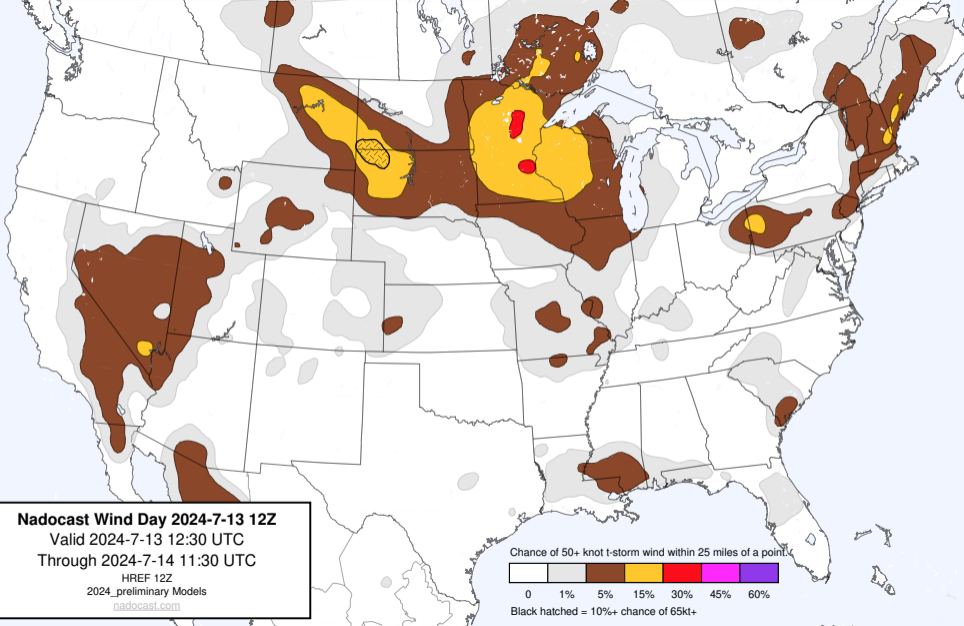 Nadocast Wind Day 2024-7-13 12Z
Valid 2024-7-13 12:30 UTC
Through 2024-7-14 11:30 UTC
HREF 12Z
2024_preliminary Models
nadocast.com
Chance of 50+ knot t-storm wind within 25 miles of a point.
0 1% 5% 15% 30% 45% 60%
Black hatched = 10%+ chance of 65kt+